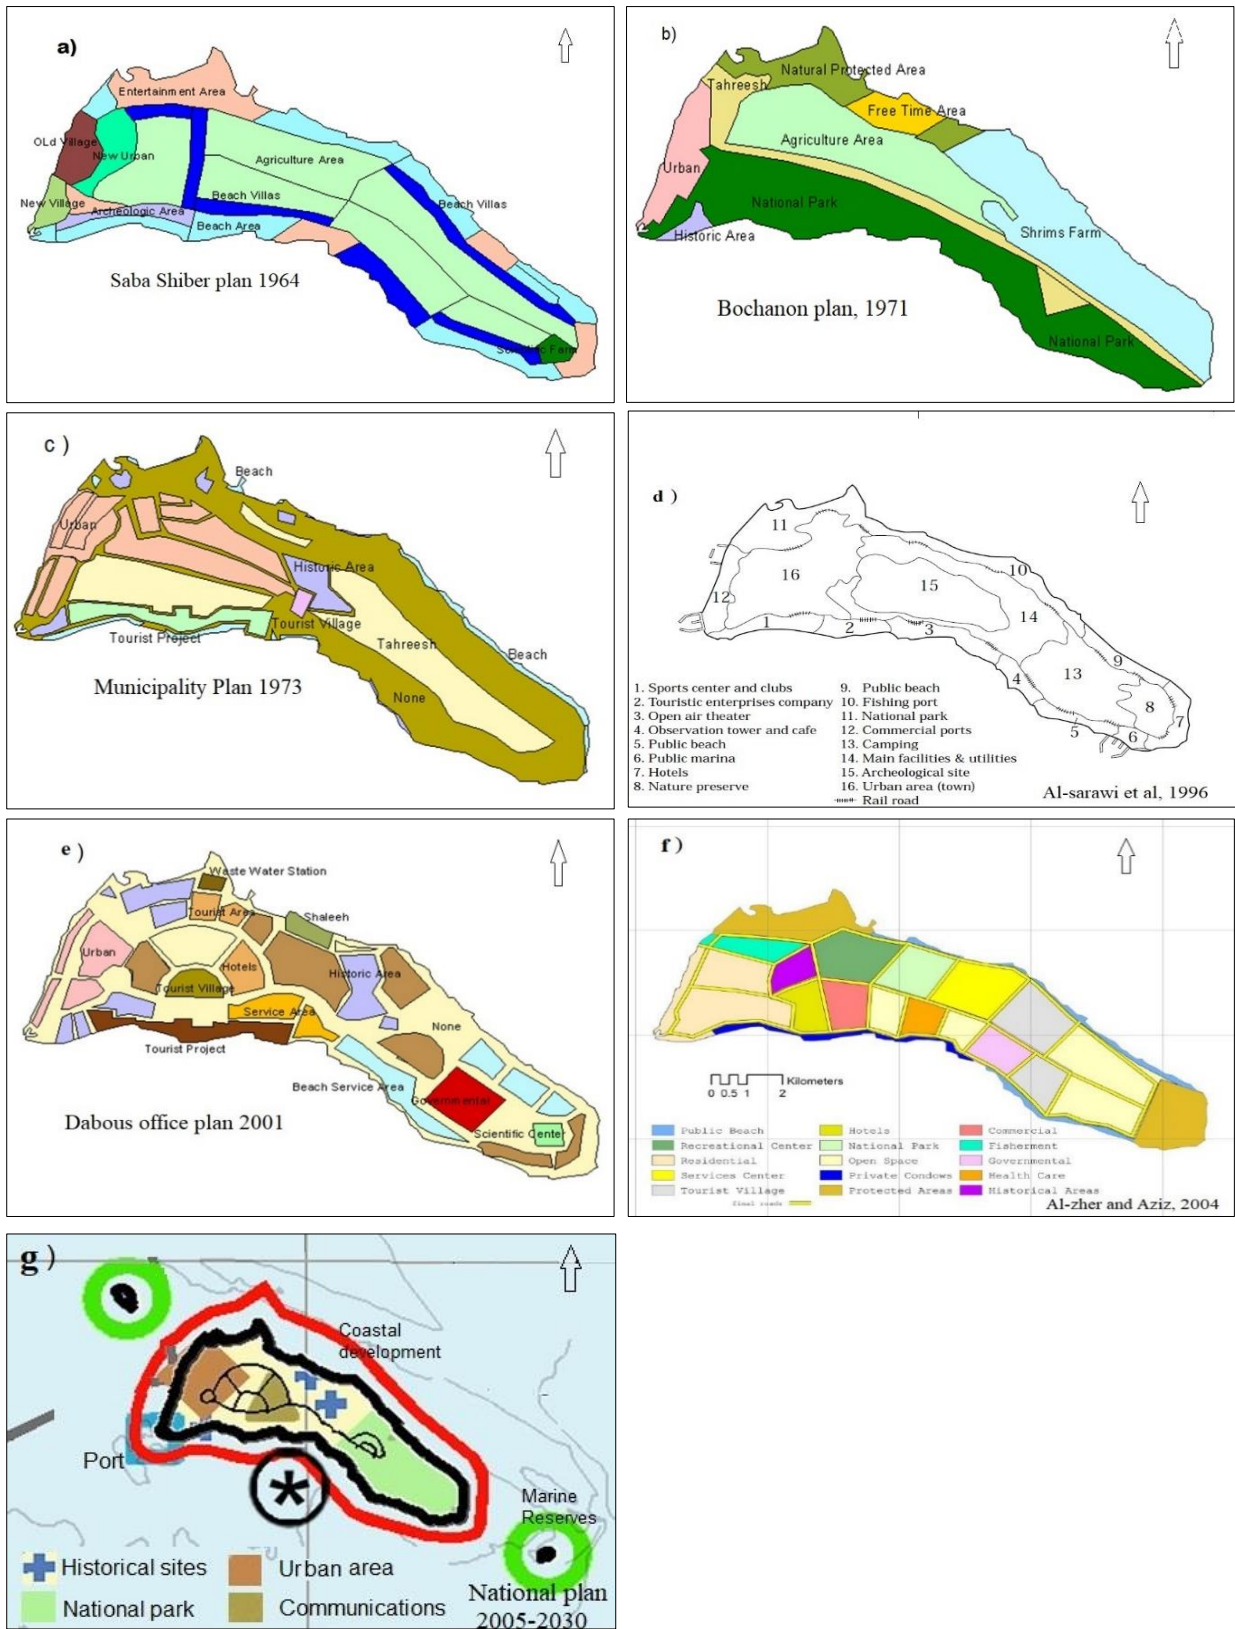 a)
Entertainment Area
OLd Village
New Urban
Agriculture Area
New Village
Beach Villas
Beach Villas
Archeologic Area
Beach Area
Saba Shiber plan 1964
Scientific Farm
b)
Natural Protected Area
Tahreesh
Free Time Area
Agriculture Area
Urban
National Park
Historic Area
Shrims Farm
Bochanon plan, 1971
National Park
c )
Beach
Urban
Historic Area
Tourist Village
Tourist Project
Tahreesh
Beach
Municipality Plan 1973
None
d )
11
10
16
15
12
14
1
2
3
9
13
4
8
7
5
6
1. Sports center and clubs
2. Touristic enterprises company
3. Open air theater
4. Observation tower and cafe
5. Public beach
6. Public marina
7. Hotels
8. Nature preserve
9. Public beach
10. Fishing port
11. National park
12. Commercial ports
13. Camping
14. Main facilities & utilities
15. Archeological site
16. Urban area (town)
Rail road
Al-sarawi et al, 1996
e )
Waste Water Station
Tourist Area
Shaleeh
Urban
Hotels
Historic Area
Tourist Village
Service Area
None
Tourist Project
Beach Service Area
Governmental
Dabous office plan 2001
Scientific Center
f )
Kilometers
0 0.5 1 2
Public Beach
Recreational Center
Residential
Services Center
Tourist Village
Hotels
National Park
Open Space
Private Condows
Protected Areas
Commercial
Fisherment
Governmental
Health Care
Historical Areas
final roads
Al-zher and Aziz, 2004
g )
Coastal
development
Port
*
Marine
Reserves
Historical sites
Urban area
National park
Communications
National plan
2005-2030